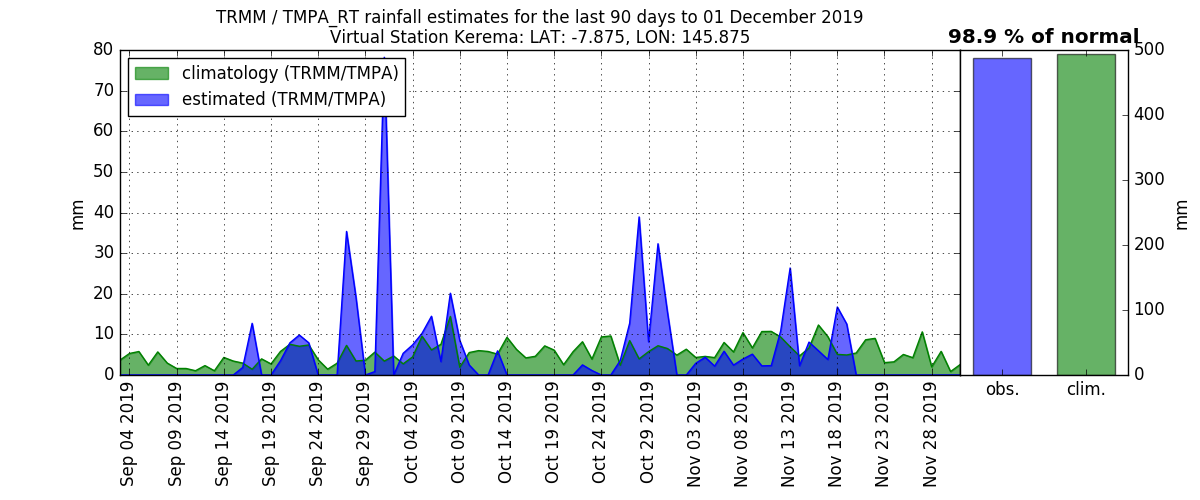 TRMM / TMPA_RT rainfall estimates for the last 90 days to 01 December 2019
Virtual Station Kerema: LAT: -7.875, LON: 145.875
98.9 % of normal
climatology (TRMM/TMPA)
estimated (TRMM/TMPA)
mm
80
70
60
50
40
30
20
10
0
Sep 04 2019
Sep 09 2019
Sep 14 2019
Sep 19 2019
Sep 24 2019
Sep 29 2019
Oct 04 2019
Oct 09 2019
Oct 14 2019
Oct 19 2019
Oct 24 2019
Oct 29 2019
Nov 03 2019
Nov 08 2019
Nov 13 2019
Nov 18 2019
Nov 23 2019
Nov 28 2019
obs.
clim.
500
400
300
200
100
0
mm